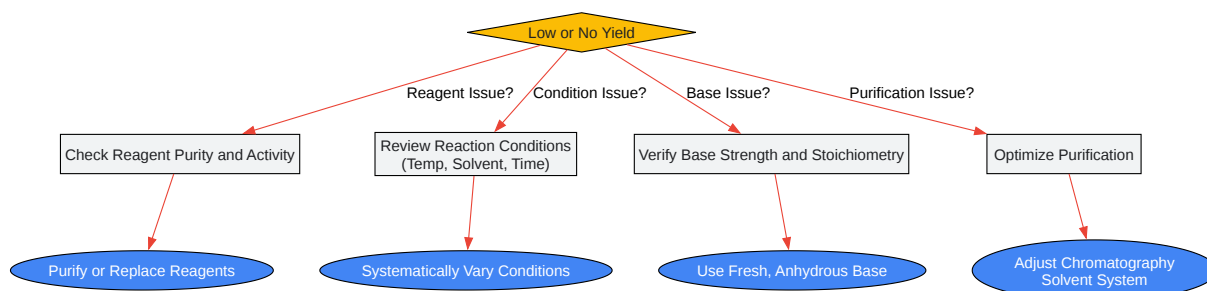 Low or No Yield
Reagent Issue?
Condition Issue?
Base Issue?
Purification Issue?
Check Reagent Purity and Activity
Review Reaction Conditions
(Temp, Solvent, Time)
Verify Base Strength and Stoichiometry
Optimize Purification
Purify or Replace Reagents
Systematically Vary Conditions
Use Fresh, Anhydrous Base
Adjust Chromatography
Solvent System